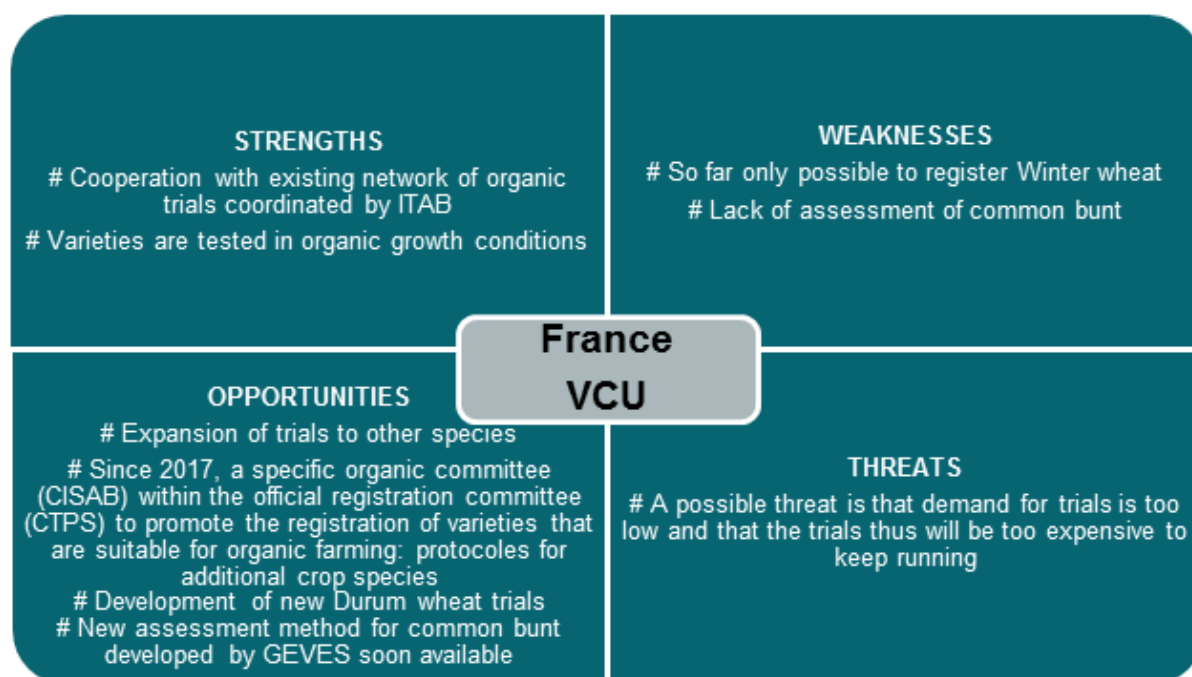 STRENGTHS
# Cooperation with existing network of organic
trials coordinated by ITAB
# Varieties are tested in organic growth conditions
WEAKNESSES
# So far only possible to register Winter wheat
# Lack of assessment of common bunt
France
VCU
OPPORTUNITIES
# Expansion of trials to other species
# Since 2017, a specific organic committee
(CISAB) within the official registration committee
(CTPS) to promote the registration of varieties that
are suitable for organic farming: protocoles for
additional crop species
# Development of new Durum wheat trials
# New assessment method for common bunt
developed by GEVES soon available
THREATS
# A possible threat is that demand for trials is too
low and that the trials thus will be too expensive to
keep running